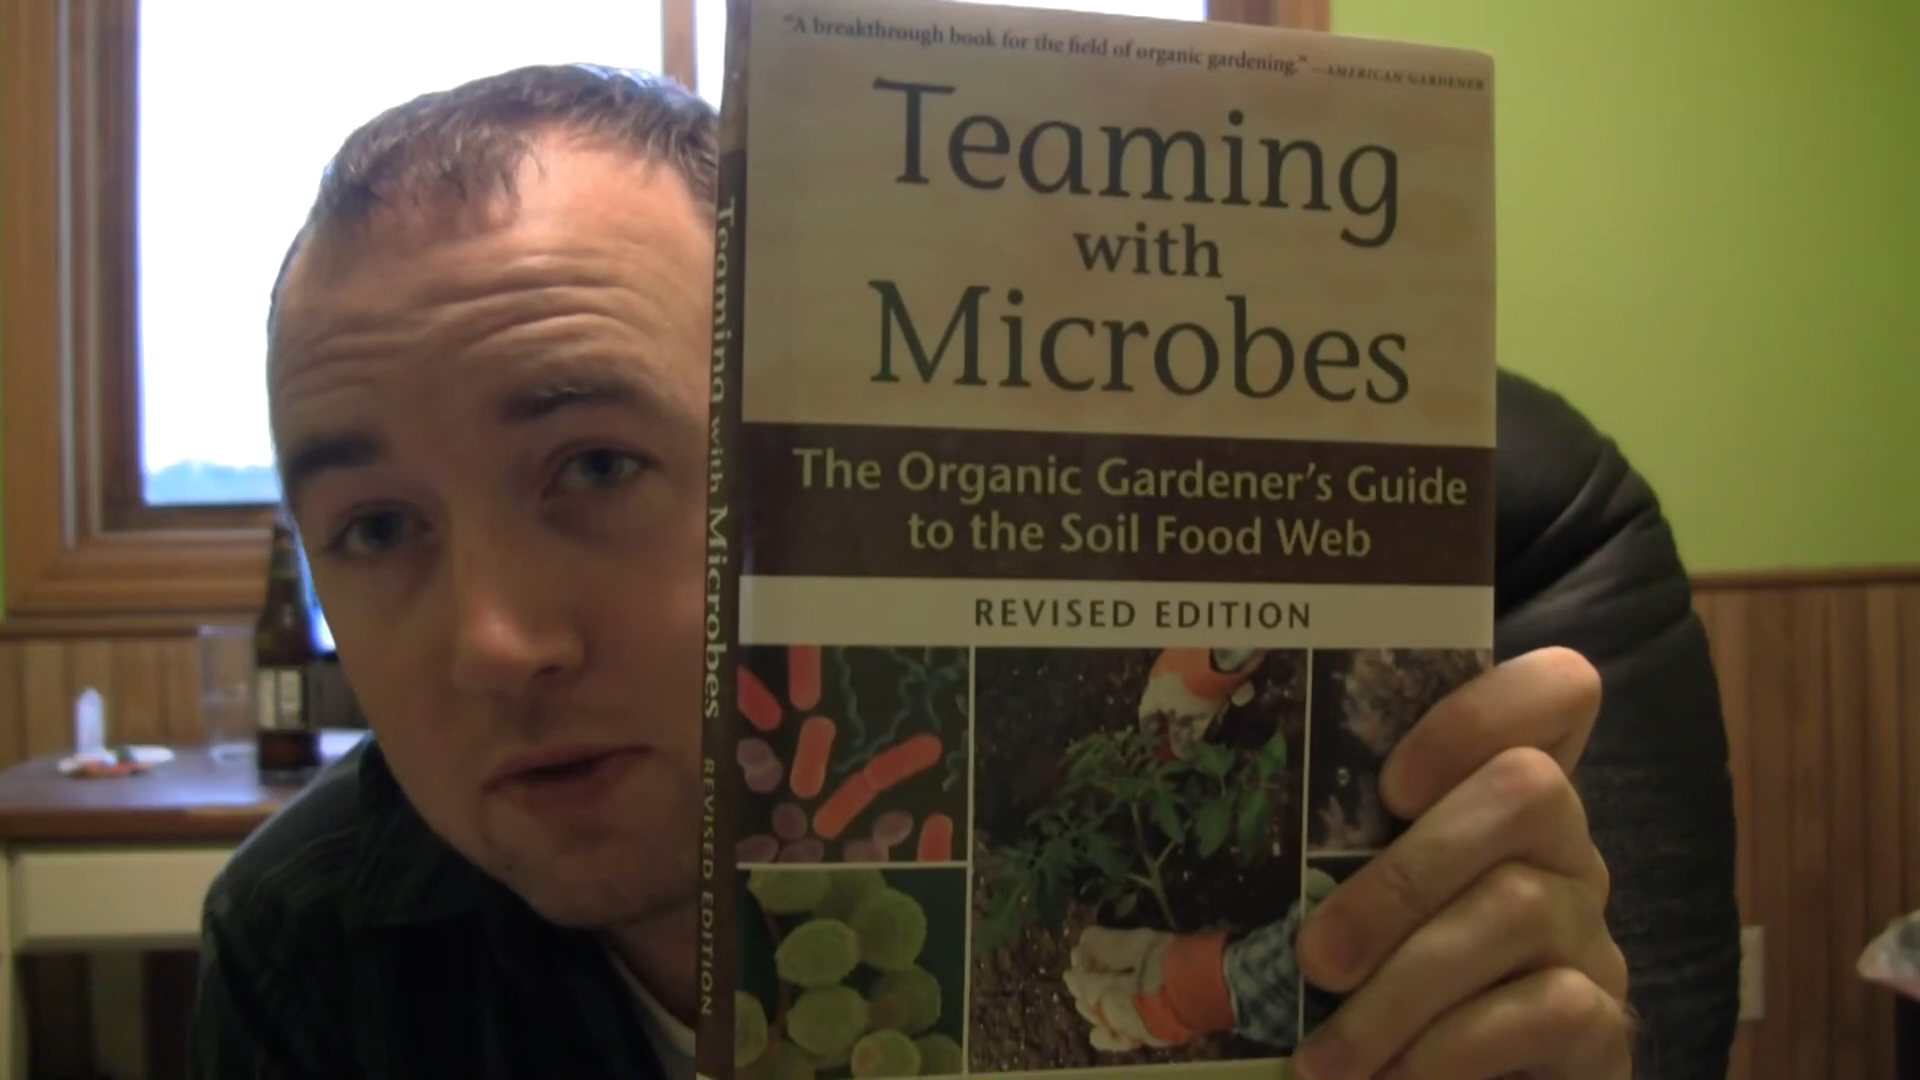 “A breakthrough book for the field of organic gardening.” —AMERICAN GARDENER
Teaming
with
Microbes
The Organic Gardener’s Guide
to the Soil Food Web
REVISED EDITION
Teaming with Microbes REVISED EDITION